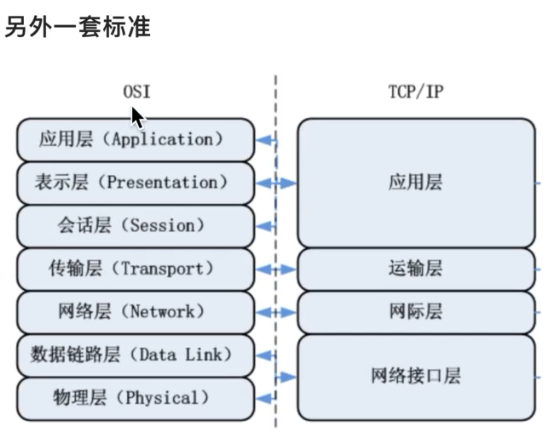 另外一套标准
OSI
TCP/IP
应用层（Application）
表示层（Presentation）
会话层（Session）
传输层（Transport）
网络层（Network）
数据链路层（Data Link）
物理层（Physical）
应用层
运输层
网际层
网络接口层